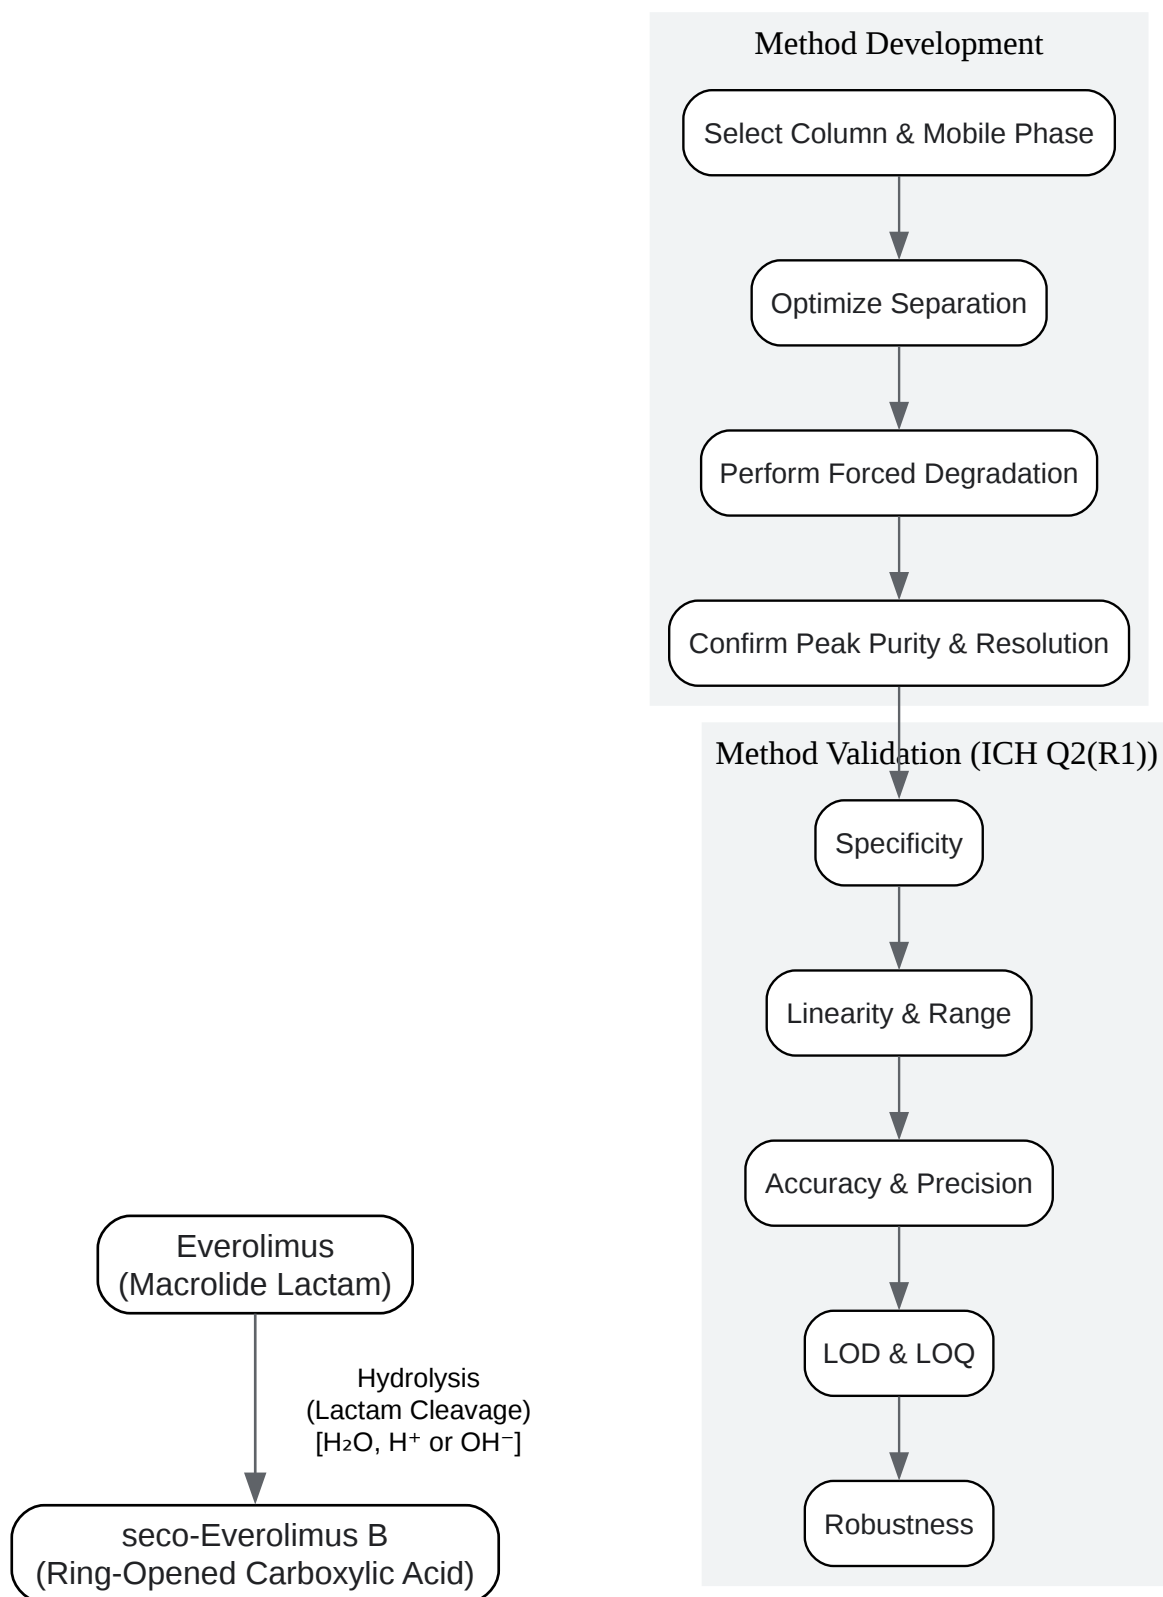 Method Development
Select Column & Mobile Phase
Optimize Separation
Perform Forced Degradation
Confirm Peak Purity & Resolution
Method Validation (ICH Q2(R1))
Specificity
Linearity & Range
Accuracy & Precision
LOD & LOQ
Robustness
Everolimus
(Macrolide Lactam)
Hydrolysis
(Lactam Cleavage)
[H₂O, H⁺ or OH⁻]
seco-Everolimus B
(Ring-Opened Carboxylic Acid)